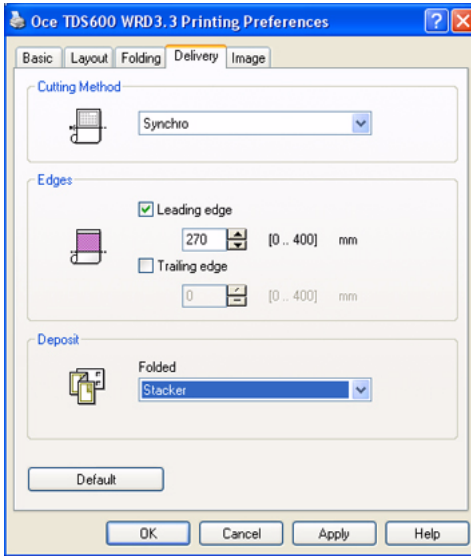 Oce TDS600 WRD3.3 Printing Preferences
Basic Layout Folding Delivery Image
Cutting Method
Synchro
Edges
Leading edge
270 [0 .. 400] mm
Trailing edge
0 [0 .. 400] mm
Deposit
Folded
Stacker
Default
OK Cancel Apply Help